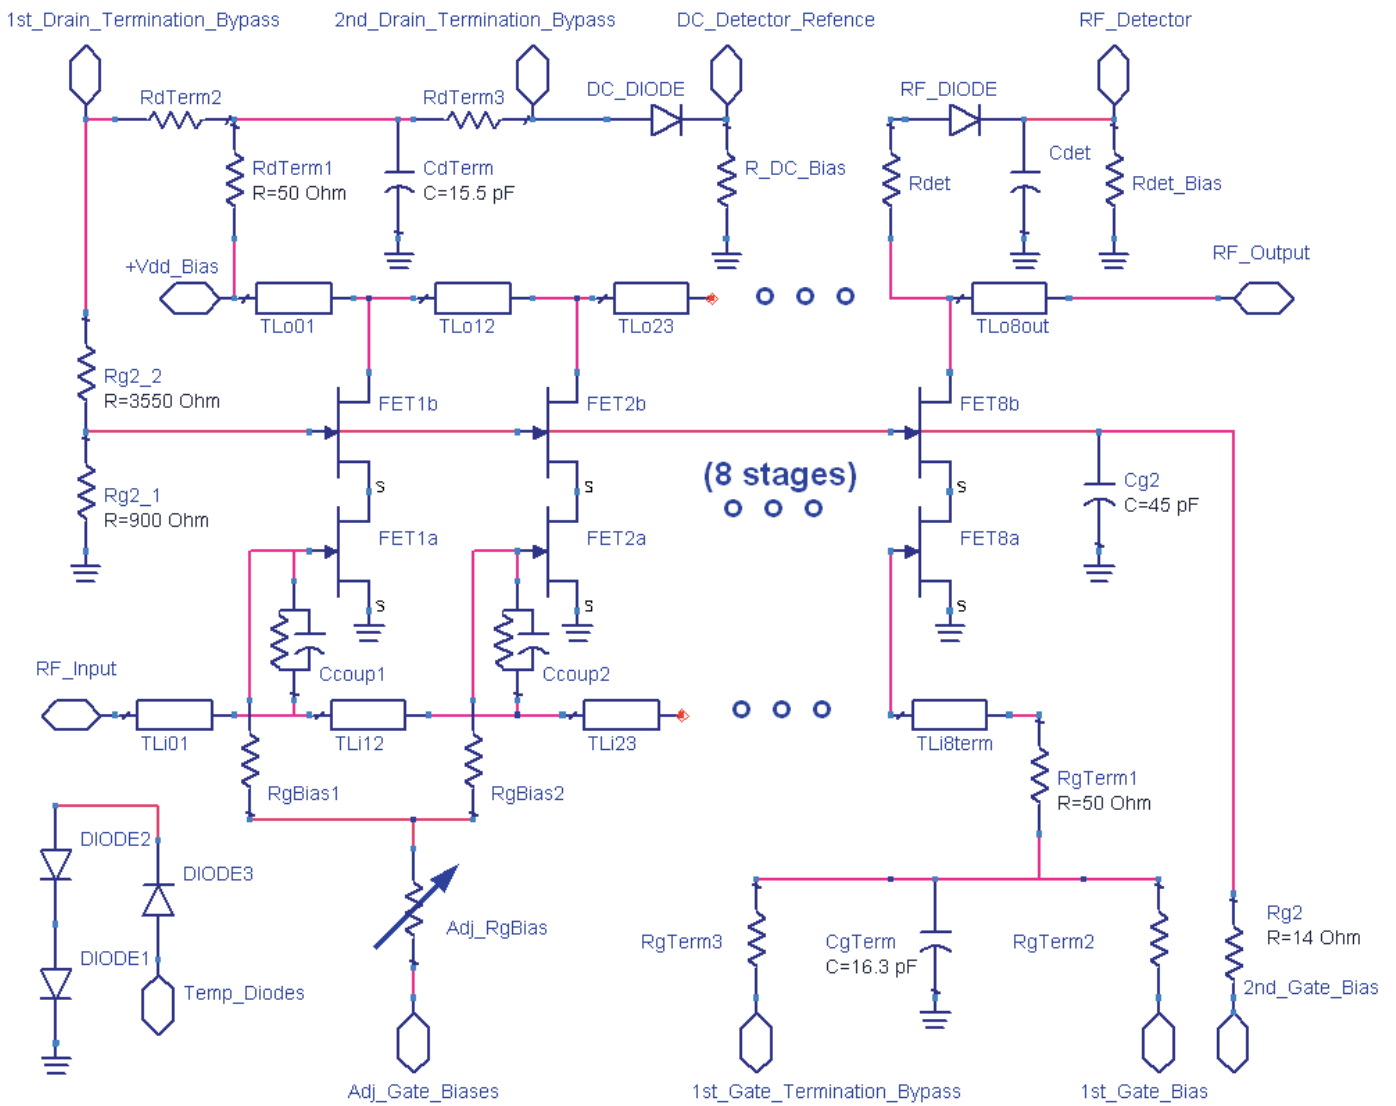 1st_Drain_Termination_Bypass
2nd_Drain_Termination_Bypass
DC_Detector_Refence
RF_Detector
RdTerm2
RdTerm3
DC_DIODE
RF_DIODE
RdTerm1
R=50 Ohm
CdTerm
C=15.5 pF
R_DC_Bias
Rdet
Cdet
Rdet_Bias
+Vdd_Bias
RF_Output
TLo01
TLo12
TLo23
TLo8out
Rg2_2
R=3550 Ohm
FET1b
FET2b
FET8b
(8 stages)
S
S
S
Rg2_1
R=900 Ohm
Cg2
C=45 pF
FET1a
FET2a
FET8a
S
S
S
RF_Input
Ccoup1
Ccoup2
TLi01
TLi12
TLi23
TLi8term
RgBias1
RgBias2
RgTerm1
R=50 Ohm
DIODE2
DIODE3
DIODE1
Temp_Diodes
Adj_RgBias
RgTerm3
CgTerm
C=16.3 pF
RgTerm2
Rg2
R=14 Ohm
2nd_Gate_Bias
Adj_Gate_Biases
1st_Gate_Termination_Bypass
1st_Gate_Bias